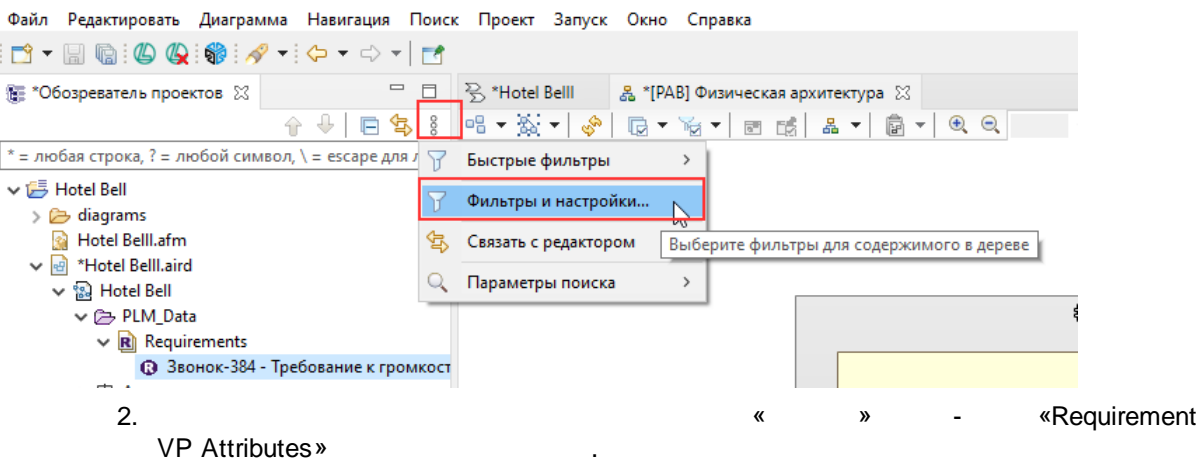 Файл Редактировать Диаграмма Навигация Поиск Проект Запуск Окно Справка
*Обозреватель проектов
*Hotel Belll
*[PAB] Физическая архитектура
* = любая строка, ? = любой символ, \ = escape для л
Быстрые фильтры
Hotel Bell
Фильтры и настройки...
diagrams
Hotel Belll.afm
Связать с редактором
Выберите фильтры для содержимого в дереве
*Hotel Belll.aird
Hotel Bell
Параметры поиска
PLM_Data
Requirements
Звонок-384 - Требование к громкост
2. « » - «Requirement
VP Attributes» .